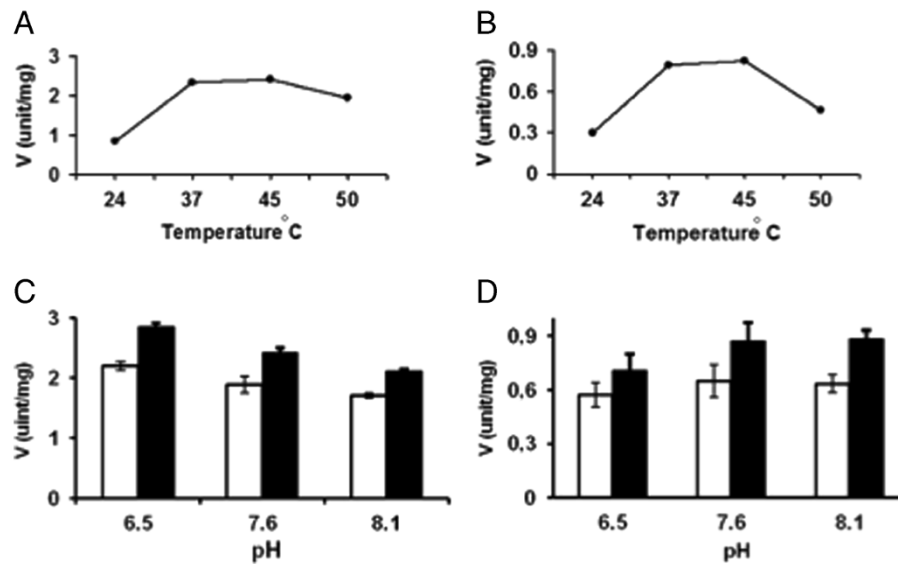 A
V (unit/mg)
3
2
1
0
24 37 45 50
Temperature°C
B
V (unit/mg)
0.9
0.6
0.3
0
24 37 45 50
Temperature°C
C
V (uint/mg)
3
2
1
0
6.5 7.6 8.1
pH
D
V (unit/mg)
0.9
0.6
0.3
0
6.5 7.6 8.1
pH